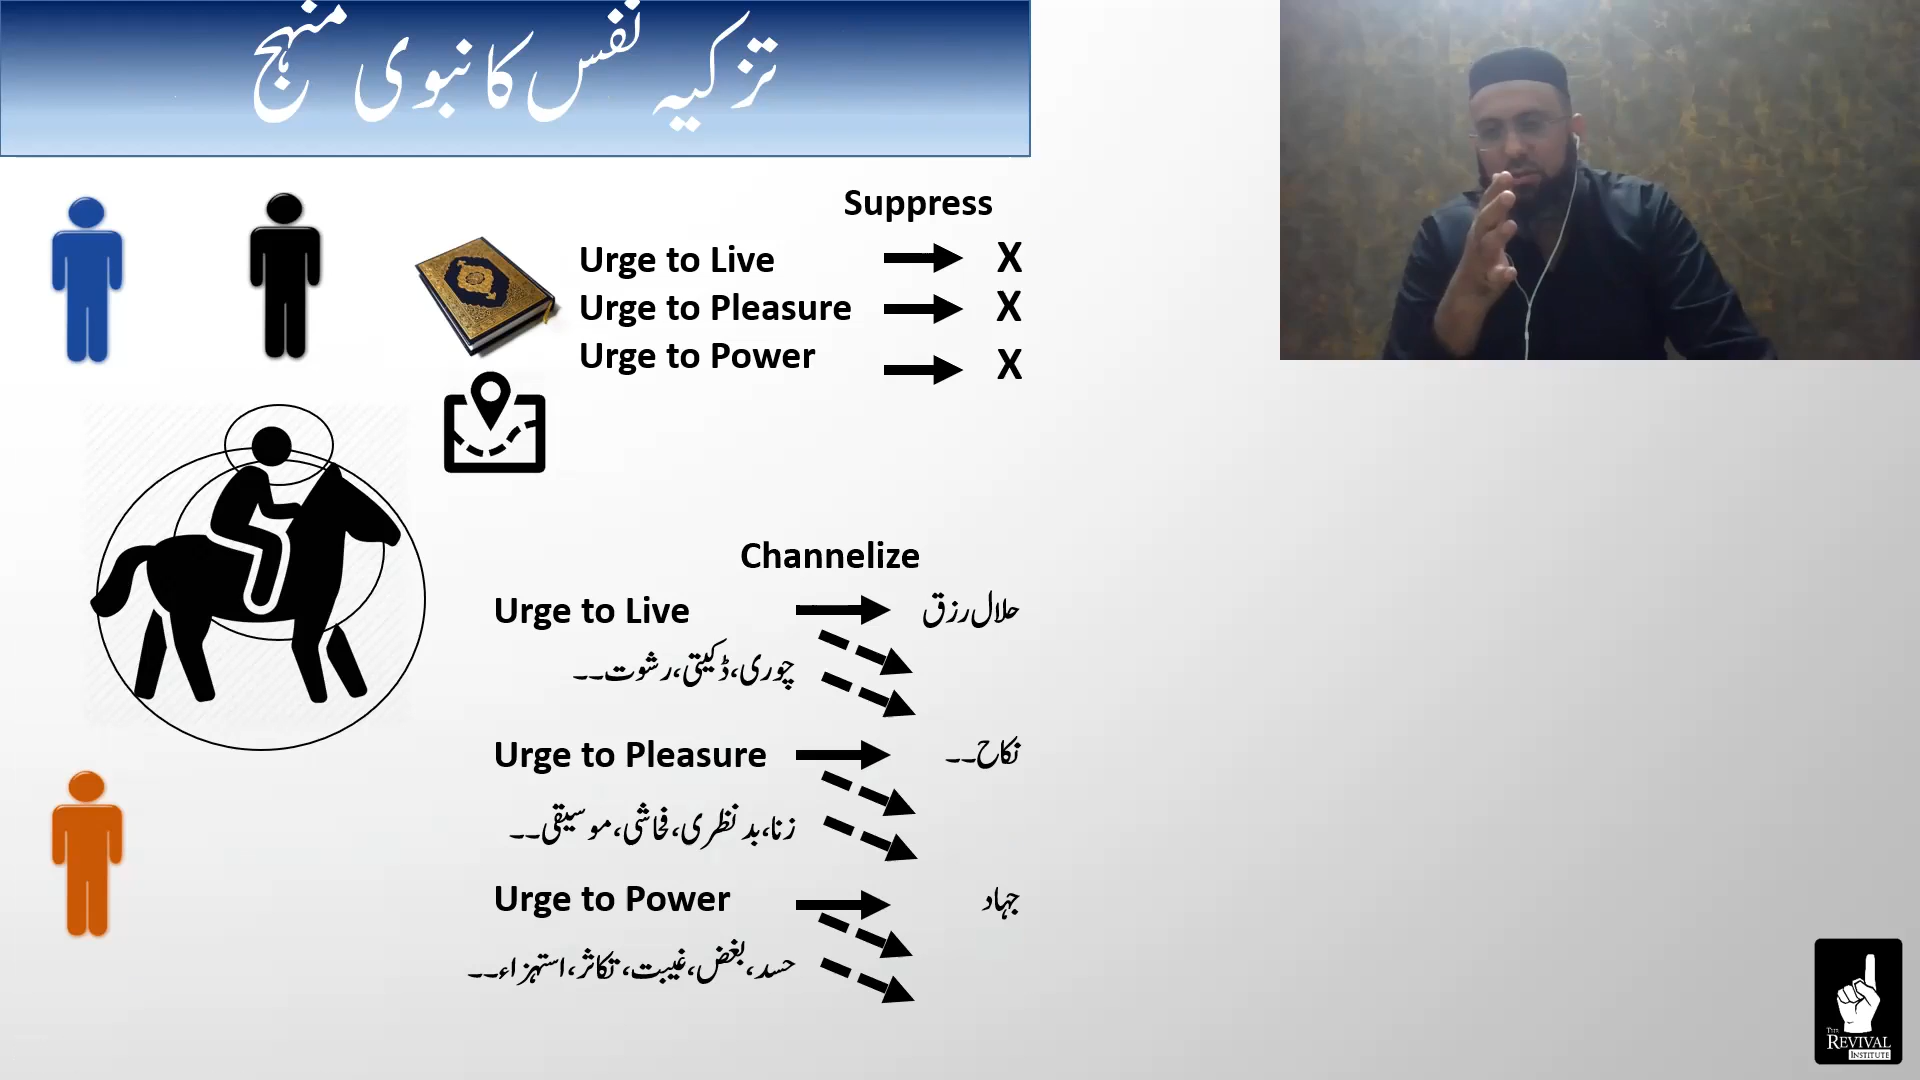 تزکیہ نفس کا نبوی منہج
Suppress
Urge to Live X
Urge to Pleasure X
Urge to Power X
Channelize
Urge to Live حلال رزق
چوری، ڈکیتی، رشوت۔۔
Urge to Pleasure نکاح۔۔
زنا، بد نظری، فحاشی، موسیقی۔۔
Urge to Power جہاد
حسد، بغض، غیبت، تکاثر، استہزاء۔۔
THE
REVIVAL
INSTITUTE